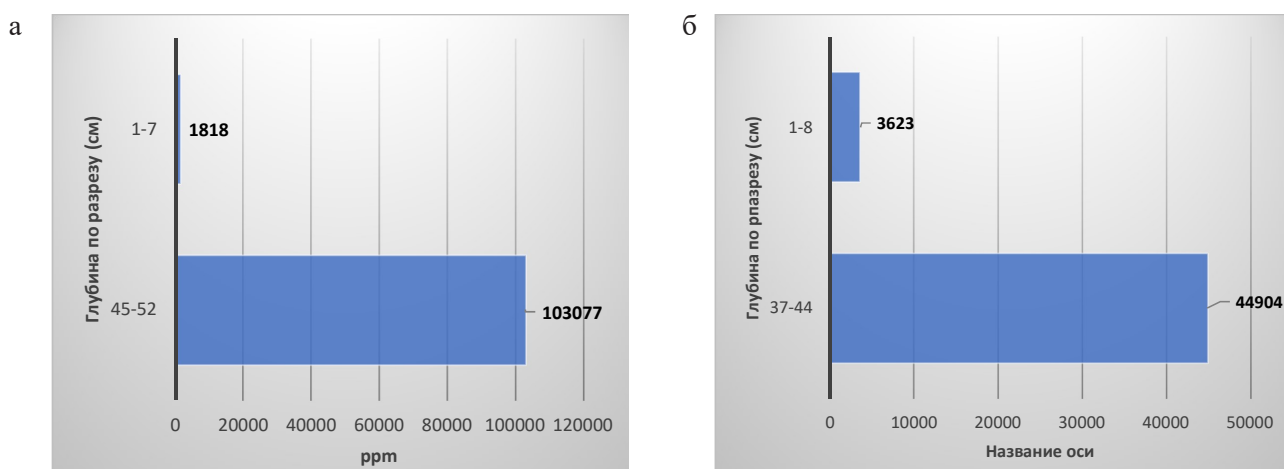 а
Глубина по разрезу (см)
1-7
1818
45-52
103077
0 20000 40000 60000 80000 100000 120000
ppm
б
Глубина по рпазрезу (см)
1-8
3623
37-44
44904
0 10000 20000 30000 40000 50000
Название оси